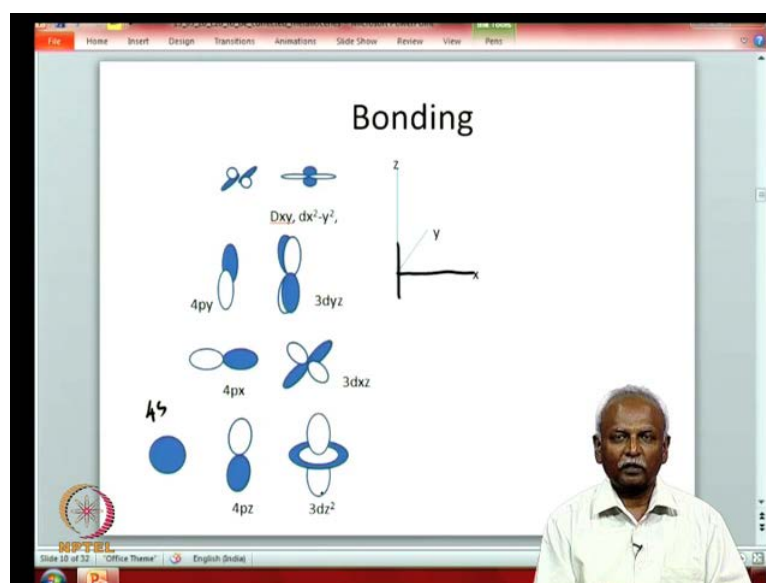 File Home Insert Design Transitions Animations Slide Show Review View Pens
Bonding
z
Dxy, dx²-y²,
y
4py
3dyz
x
4px
3dxz
4s
4pz
3dz²
NPTEL
Slide 10 of 32 "Office Theme" English (India)